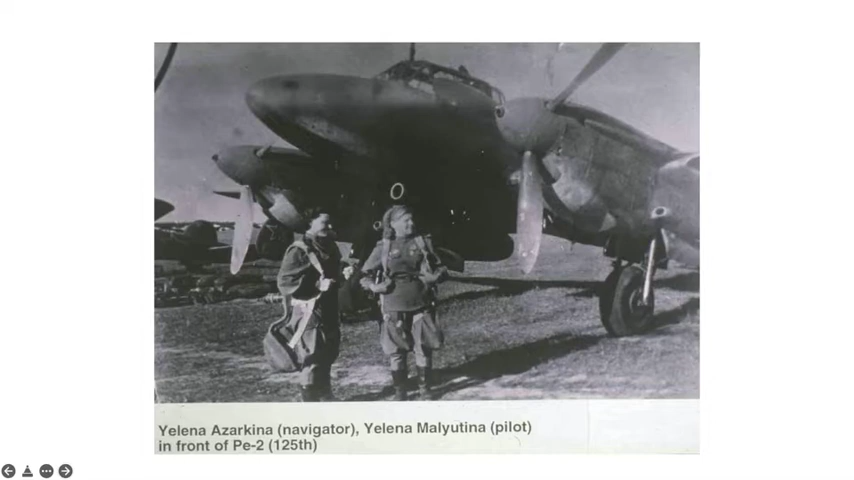 Yelena Azarkina (navigator), Yelena Malyutina (pilot)
in front of Pe-2 (125th)